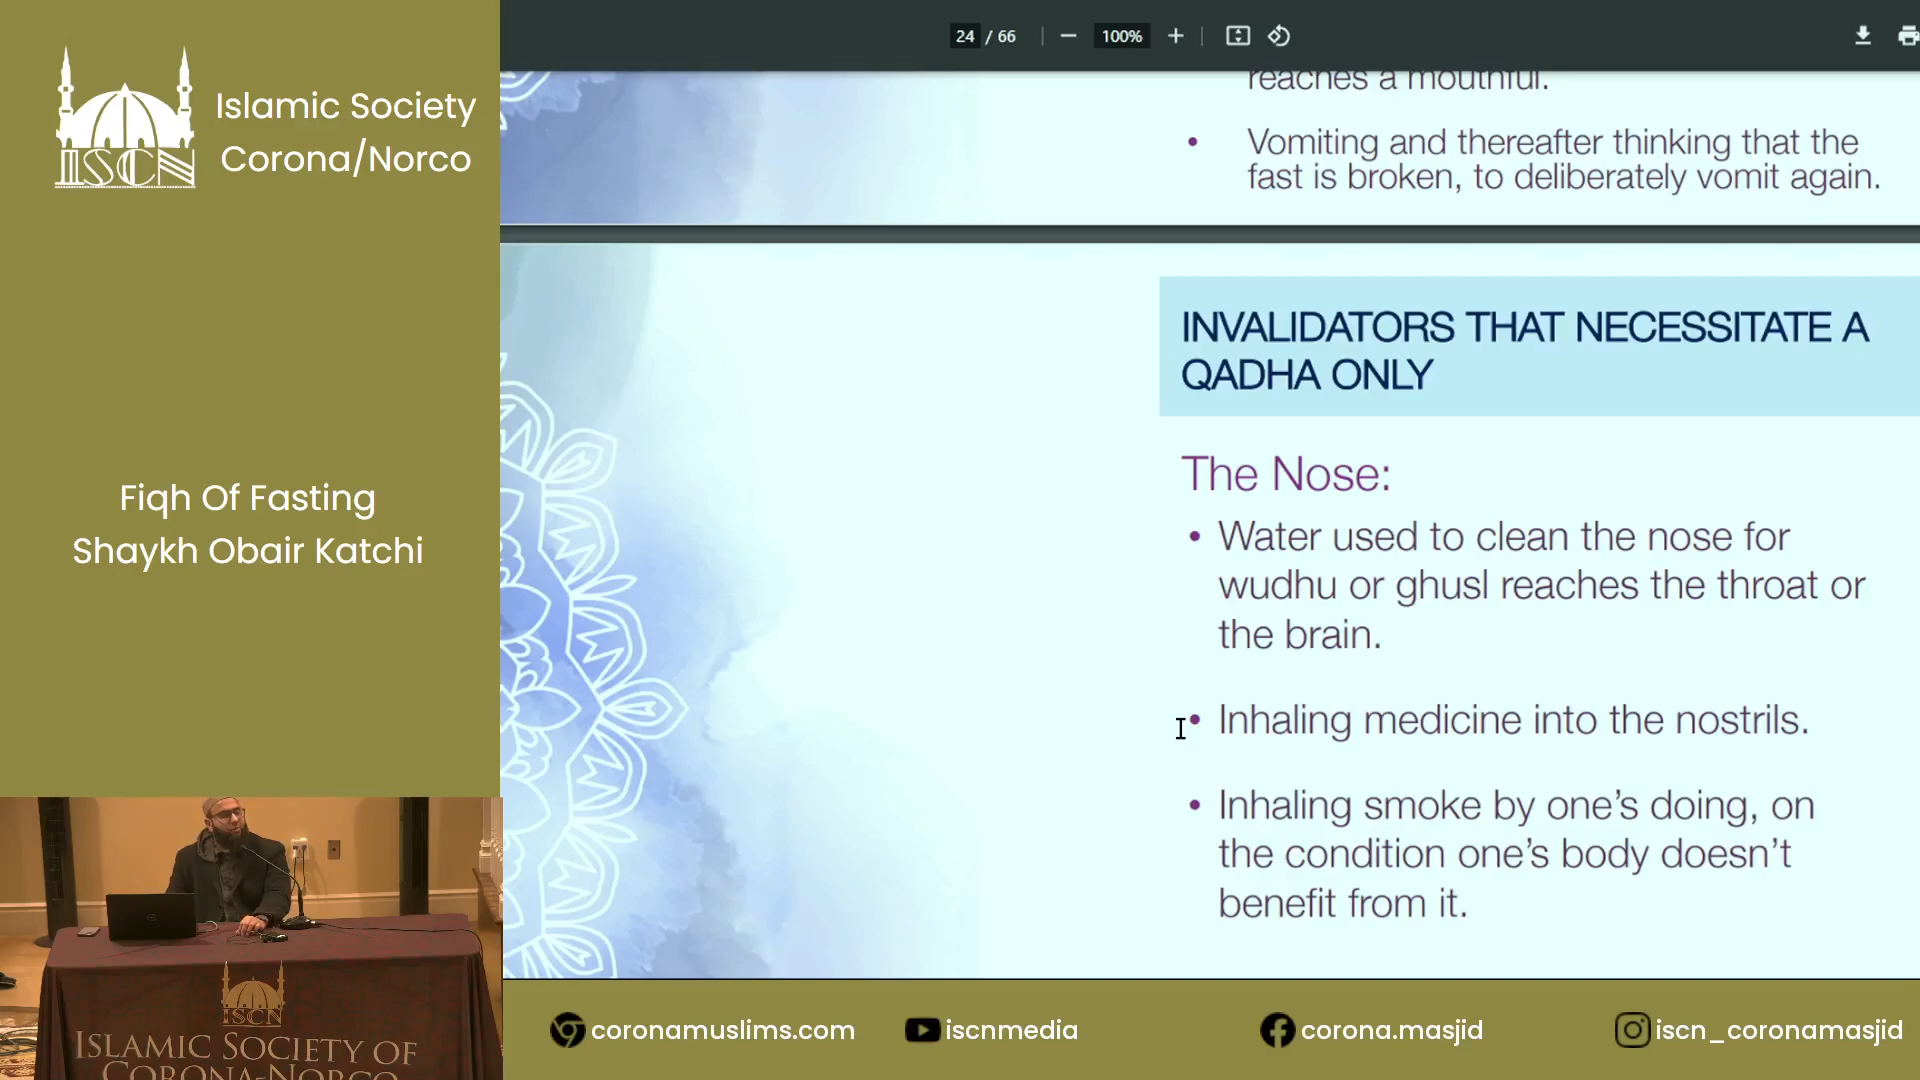 ISCN
Islamic Society
Corona/Norco
Fiqh Of Fasting
Shaykh Obair Katchi
24 / 66
100%
reaches a mouthful.
• Vomiting and thereafter thinking that the
fast is broken, to deliberately vomit again.
INVALIDATORS THAT NECESSITATE A
QADHA ONLY
The Nose:
• Water used to clean the nose for
wudhu or ghusl reaches the throat or
the brain.
• Inhaling medicine into the nostrils.
• Inhaling smoke by one's doing, on
the condition one's body doesn't
benefit from it.
ISCN
ISLAMIC SOCIETY OF
CORONA-NORCO
coronamuslims.com
iscnmedia
corona.masjid
iscn_coronamasjid